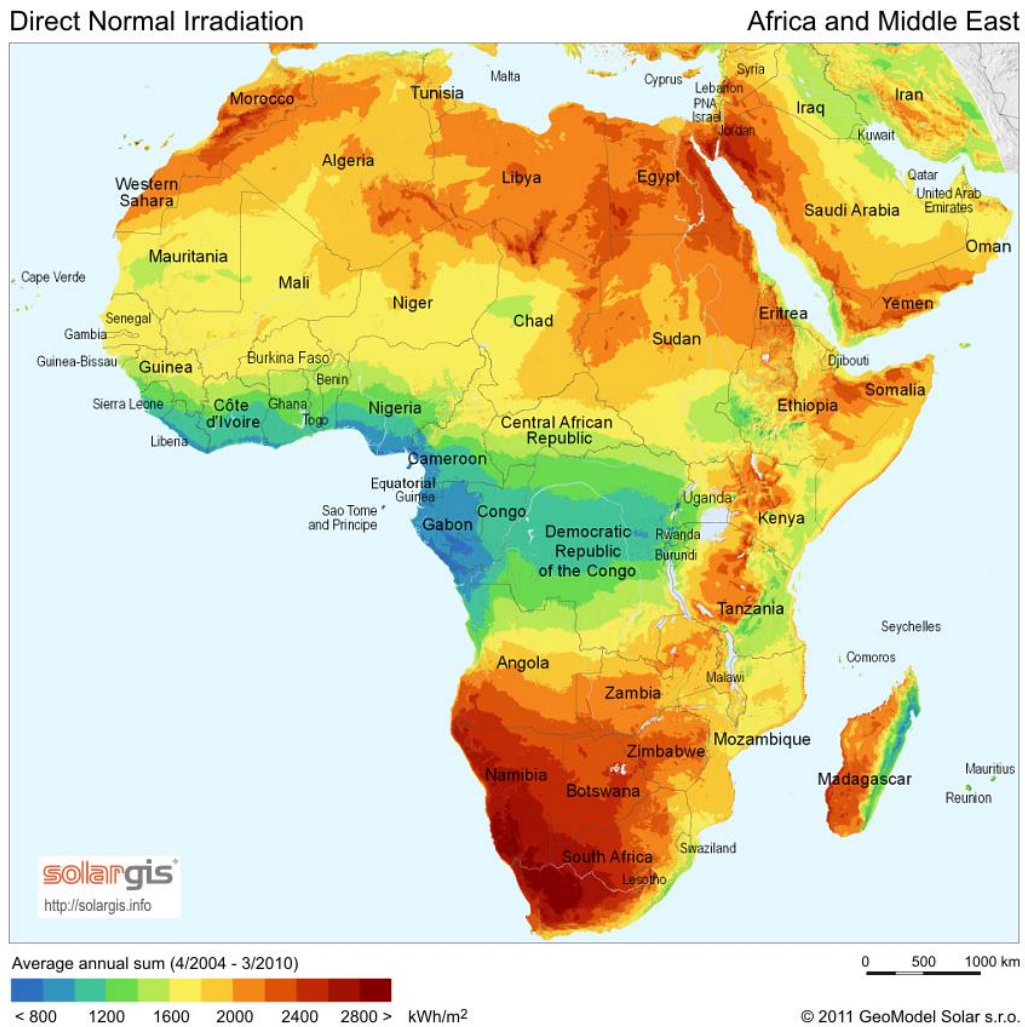 Direct Normal Irradiation
Africa and Middle East
Malta
Cyprus
Syria
Lebanon
PNA
Israel
Jordan
Iraq
Iran
Kuwait
Morocco
Tunisia
Algeria
Libya
Egypt
Qatar
United Arab
Emirates
Western
Sahara
Saudi Arabia
Oman
Mauritania
Cape Verde
Mali
Niger
Chad
Sudan
Eritrea
Yemen
Senegal
Gambia
Guinea-Bissau
Guinea
Burkina Faso
Benin
Djibouti
Somalia
Sierra Leone
Côte
d'Ivoire
Ghana
Togo
Nigeria
Ethiopia
Central African
Republic
Liberia
Cameroon
Equatorial
Guinea
Sao Tome
and Principe
Gabon
Congo
Uganda
Kenya
Democratic
Republic
of the Congo
Rwanda
Burundi
Tanzania
Seychelles
Comoros
Angola
Zambia
Malawi
Mozambique
Zimbabwe
Namibia
Botswana
Madagascar
Mauritius
Reunion
South Africa
Swaziland
Lesotho
solargis
http://solargis.info
Average annual sum (4/2004 - 3/2010)
0 500 1000 km
< 800 1200 1600 2000 2400 2800 > kWh/m²
© 2011 GeoModel Solar s.r.o.